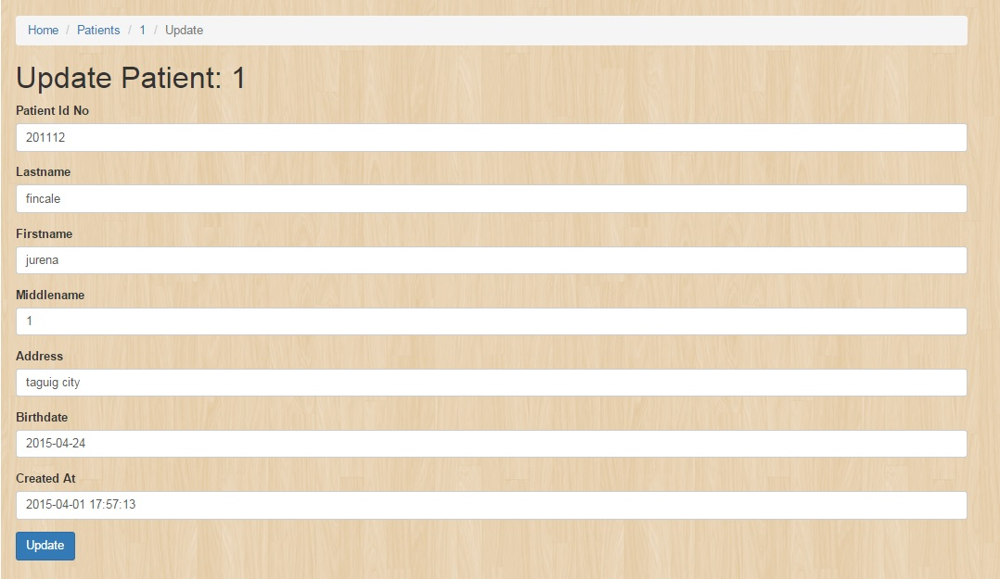 Home / Patients / 1 / Update
Update Patient: 1
Patient Id No
201112
Lastname
fincale
Firstname
jurena
Middlename
1
Address
taguig city
Birthdate
2015-04-24
Created At
2015-04-01 17:57:13
Update